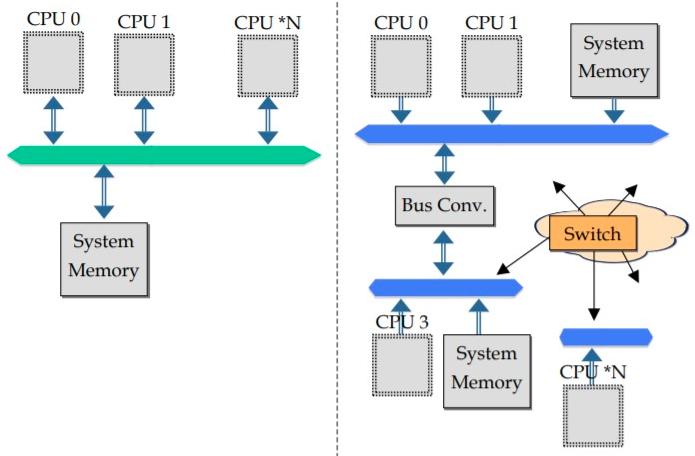 CPU 0
CPU 1
CPU *N
System
Memory
CPU 0
CPU 1
System
Memory
Bus Conv.
Switch
CPU 3
System
Memory
CPU *N